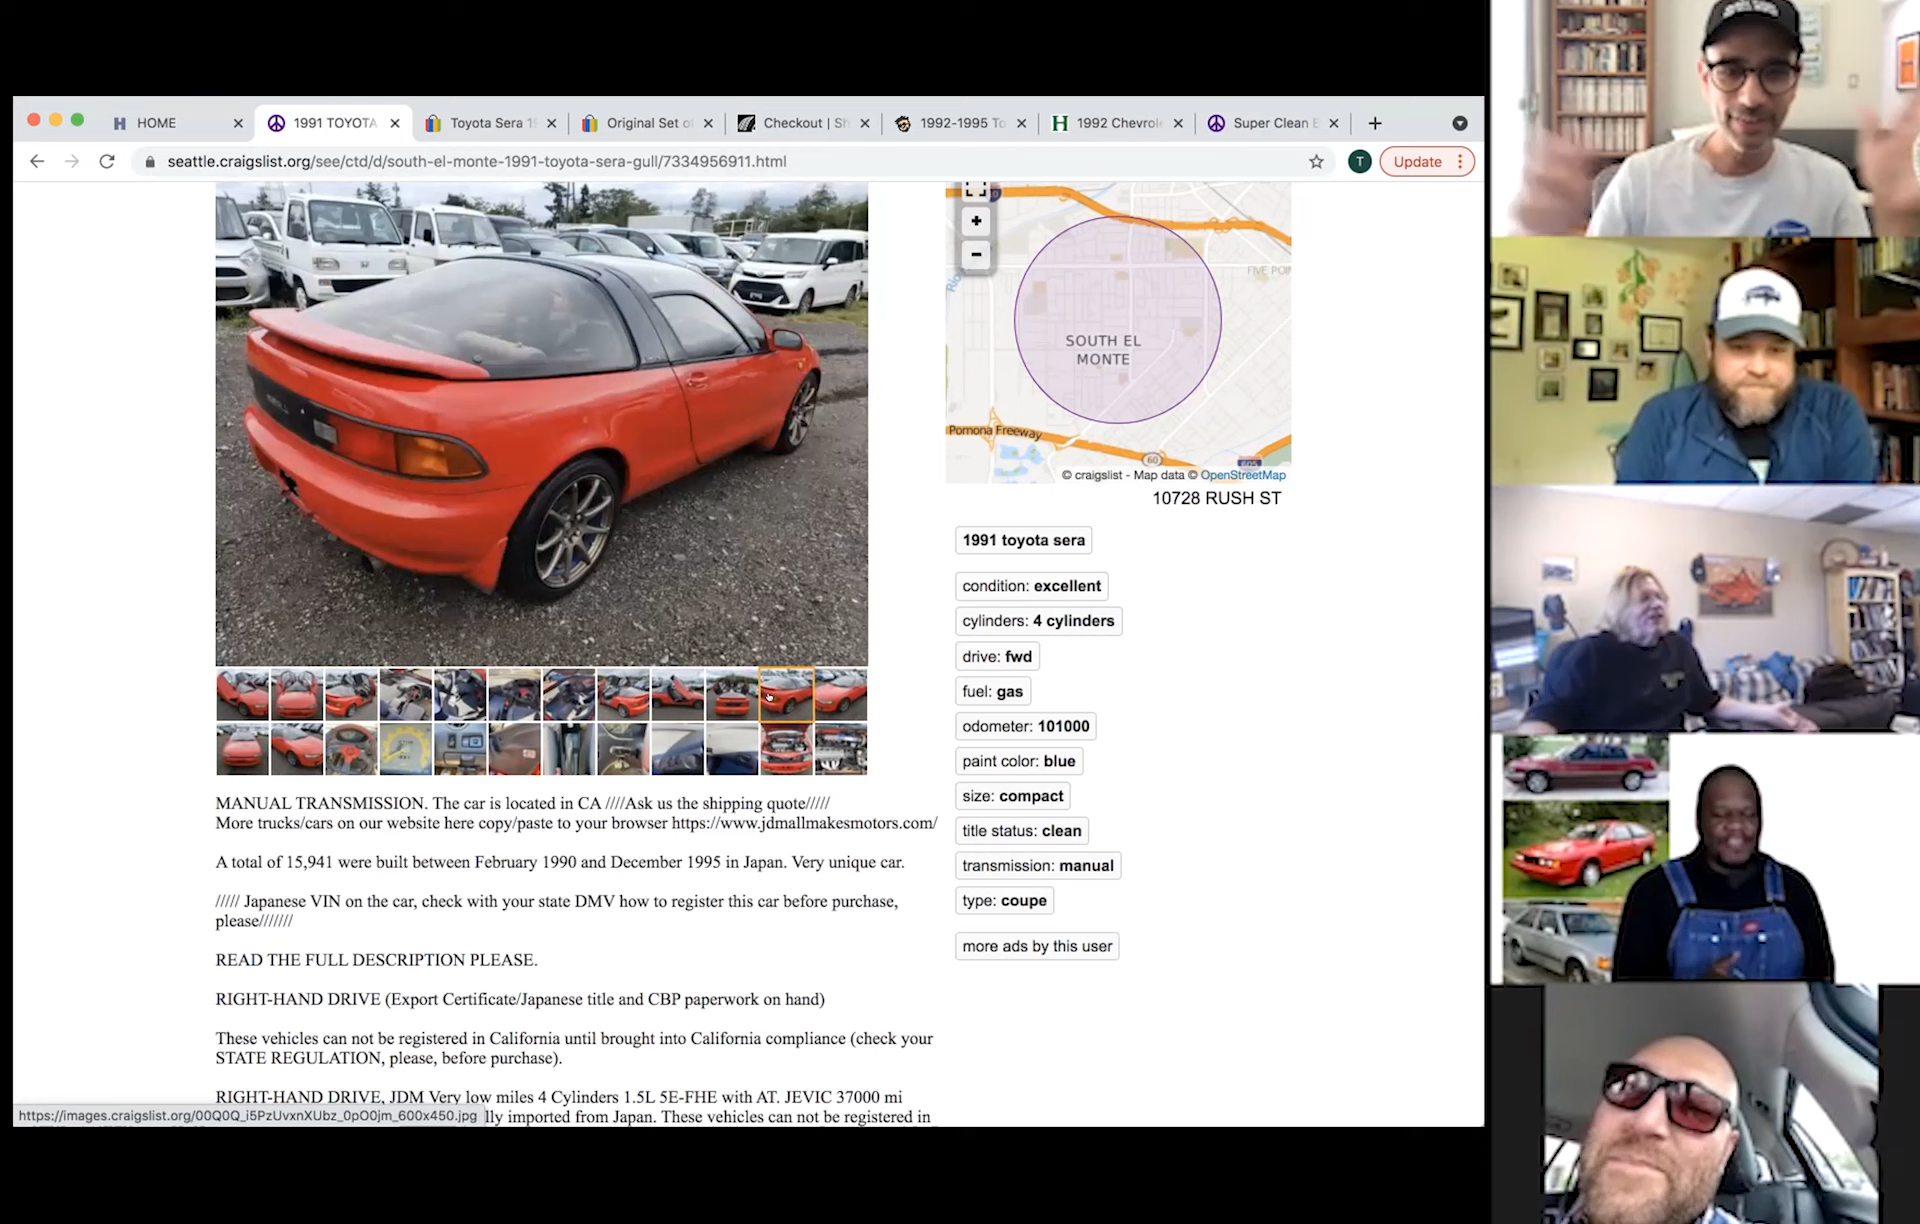 HOME
1991 TOYOTA
Toyota Sera 1
Original Set o
Checkout | Sh
1992-1995 To
1992 Chevrol
Super Clean
seattle.craigslist.org/see/ctd/d/south-el-monte-1991-toyota-sera-gull/7334956911.html
T
Update
+
−
FIVE POIN
SOUTH EL
MONTE
Pomona Freeway
60
605
© craigslist - Map data © OpenStreetMap
10728 RUSH ST
1991 toyota sera
condition: excellent
cylinders: 4 cylinders
drive: fwd
fuel: gas
odometer: 101000
paint color: blue
size: compact
title status: clean
transmission: manual
type: coupe
more ads by this user
MANUAL TRANSMISSION. The car is located in CA ////Ask us the shipping quote/////
More trucks/cars on our website here copy/paste to your browser https://www.jdmallmakesmotors.com/
A total of 15,941 were built between February 1990 and December 1995 in Japan. Very unique car.
///// Japanese VIN on the car, check with your state DMV how to register this car before purchase,
please///////
READ THE FULL DESCRIPTION PLEASE.
RIGHT-HAND DRIVE (Export Certificate/Japanese title and CBP paperwork on hand)
These vehicles can not be registered in California until brought into California compliance (check your
STATE REGULATION, please, before purchase).
RIGHT-HAND DRIVE, JDM Very low miles 4 Cylinders 1.5L 5E-FHE with AT. JEVIC 37000 mi
lly imported from Japan. These vehicles can not be registered in
https://images.craigslist.org/00Q0Q_i5PzUvxnXUbz_0pO0jm_600x450.jpg